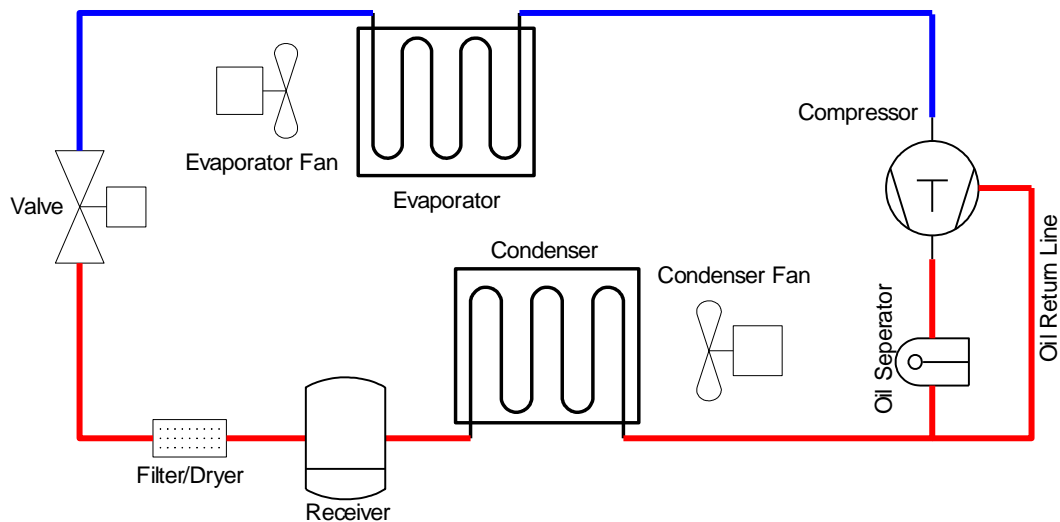 Compressor
Evaporator Fan
Evaporator
Valve
Condenser
Condenser Fan
Oil Return Line
Oil Seperator
Filter/Dryer
Receiver